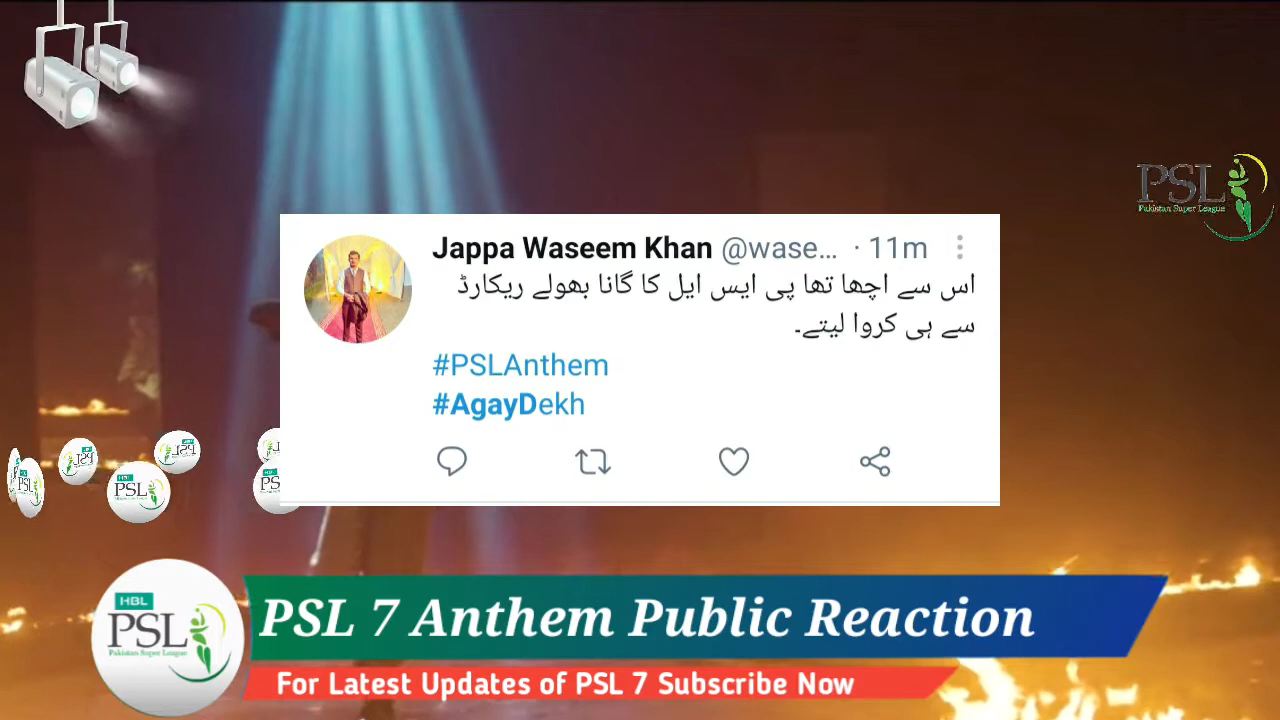 PSL
Pakistan Super League
Jappa Waseem Khan @wase... · 11m
اس سے اچھا تھا پی ایس ایل کا گانا بھولے ریکارڈ
سے ہی کروا لیتے۔
#PSLAnthem
#AgayDekh
HBL
PSL
Pakistan Super League
PSL 7 Anthem Public Reaction
For Latest Updates of PSL 7 Subscribe Now